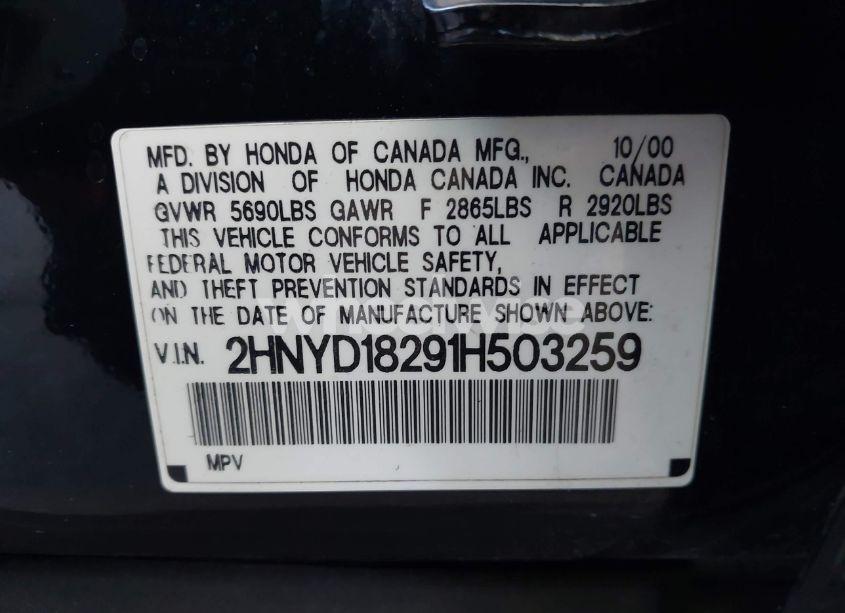 MFD. BY HONDA OF CANADA MFG., 10/00
A DIVISION OF HONDA CANADA INC. CANADA
GVWR 5690LBS GAWR F 2865LBS R 2920LBS
THIS VEHICLE CONFORMS TO ALL APPLICABLE
FEDERAL MOTOR VEHICLE SAFETY,
AND THEFT PREVENTION STANDARDS IN EFFECT
ON THE DATE OF MANUFACTURE SHOWN ABOVE:
V.I.N. 2HNYD18291H503259
MPV